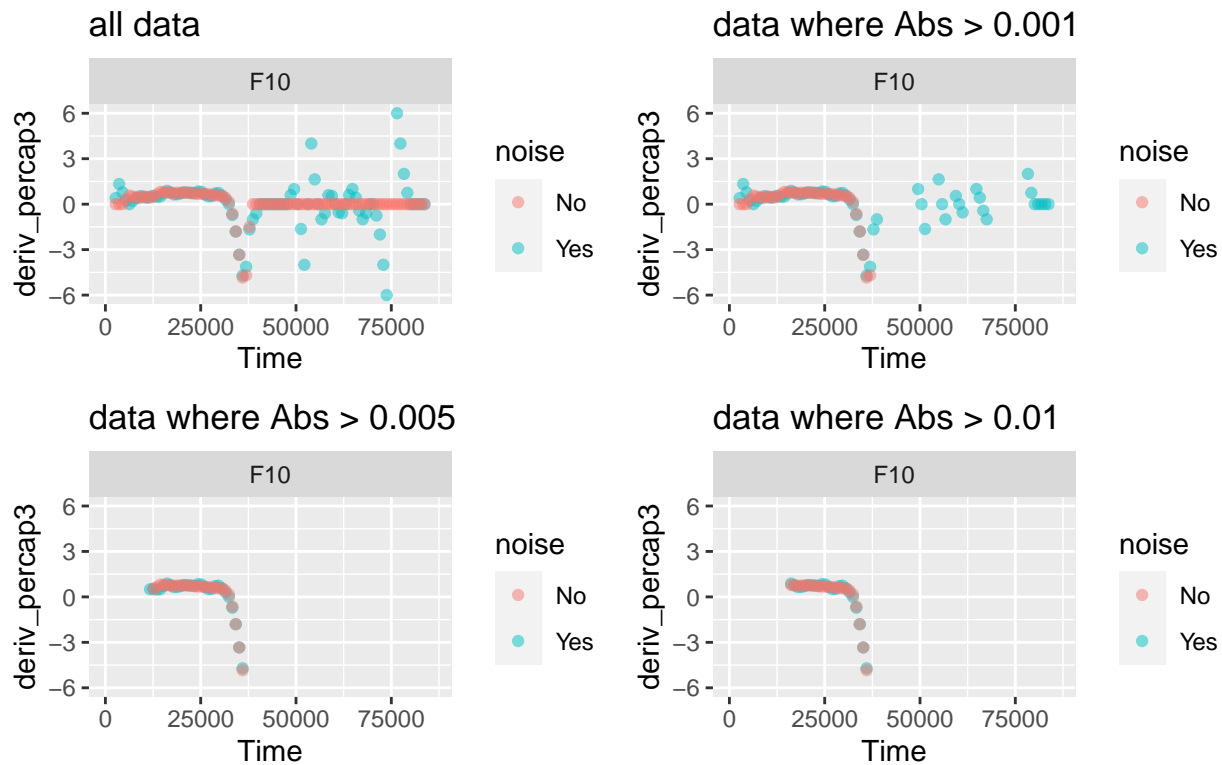 all data
F10
6
3
0
−3
−6
deriv_percap3
0 25000 50000 75000
Time
noise
No
Yes
data where Abs > 0.001
F10
6
3
0
−3
−6
deriv_percap3
0 25000 50000 75000
Time
noise
No
Yes
data where Abs > 0.005
F10
6
3
0
−3
−6
deriv_percap3
0 25000 50000 75000
Time
noise
No
Yes
data where Abs > 0.01
F10
6
3
0
−3
−6
deriv_percap3
0 25000 50000 75000
Time
noise
No
Yes